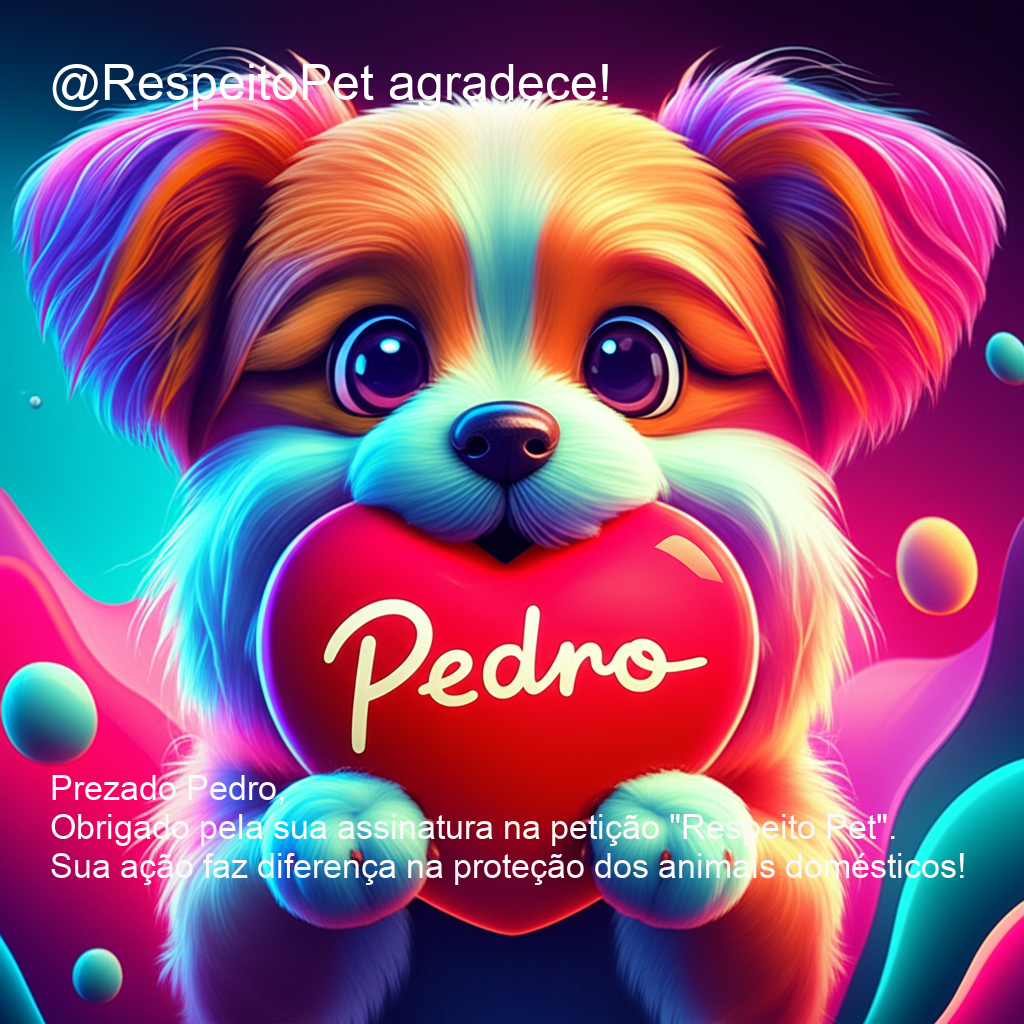 @RespeitoPet agradece!
Pedro
Prezado Pedro,
Obrigado pela sua assinatura na petição "Respeito Pet".
Sua ação faz diferença na proteção dos animais domésticos!